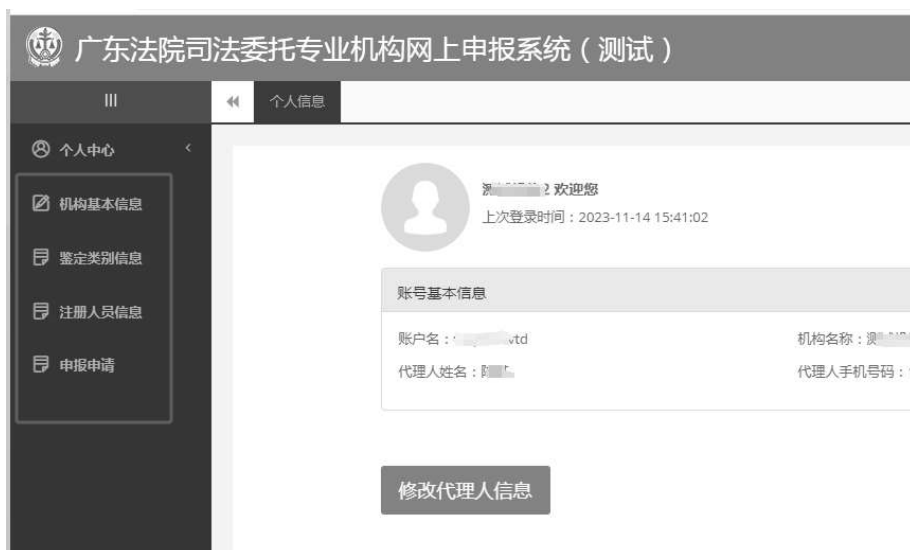 广东法院司法委托专业机构网上申报系统（测试）
个人信息
个人中心
机构基本信息
鉴定类别信息
注册人员信息
申报申请
2 欢迎您
上次登录时间：2023-11-14 15:41:02
账号基本信息
账户名： vtd
机构名称：测
代理人姓名：
代理人手机号码：
修改代理人信息